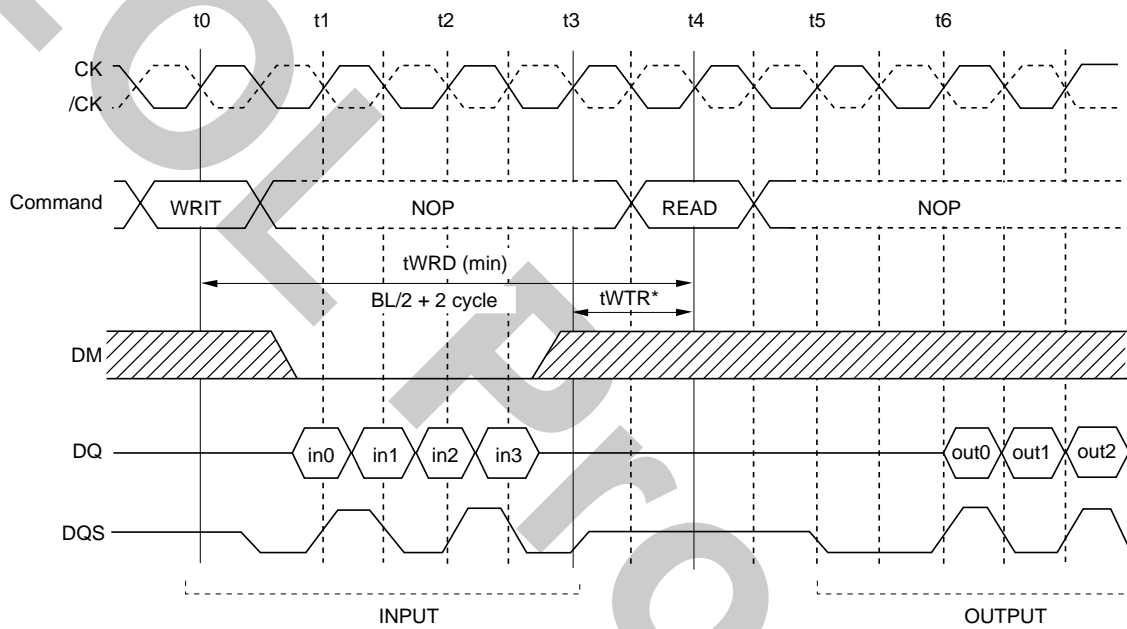 t0 t1 t2 t3 t4 t5 t6
CK
/CK
Command WRIT NOP READ NOP
tWRD (min)
BL/2 + 2 cycle tWTR*
DM
DQ in0 in1 in2 in3 out0 out1 out2
DQS
INPUT OUTPUT